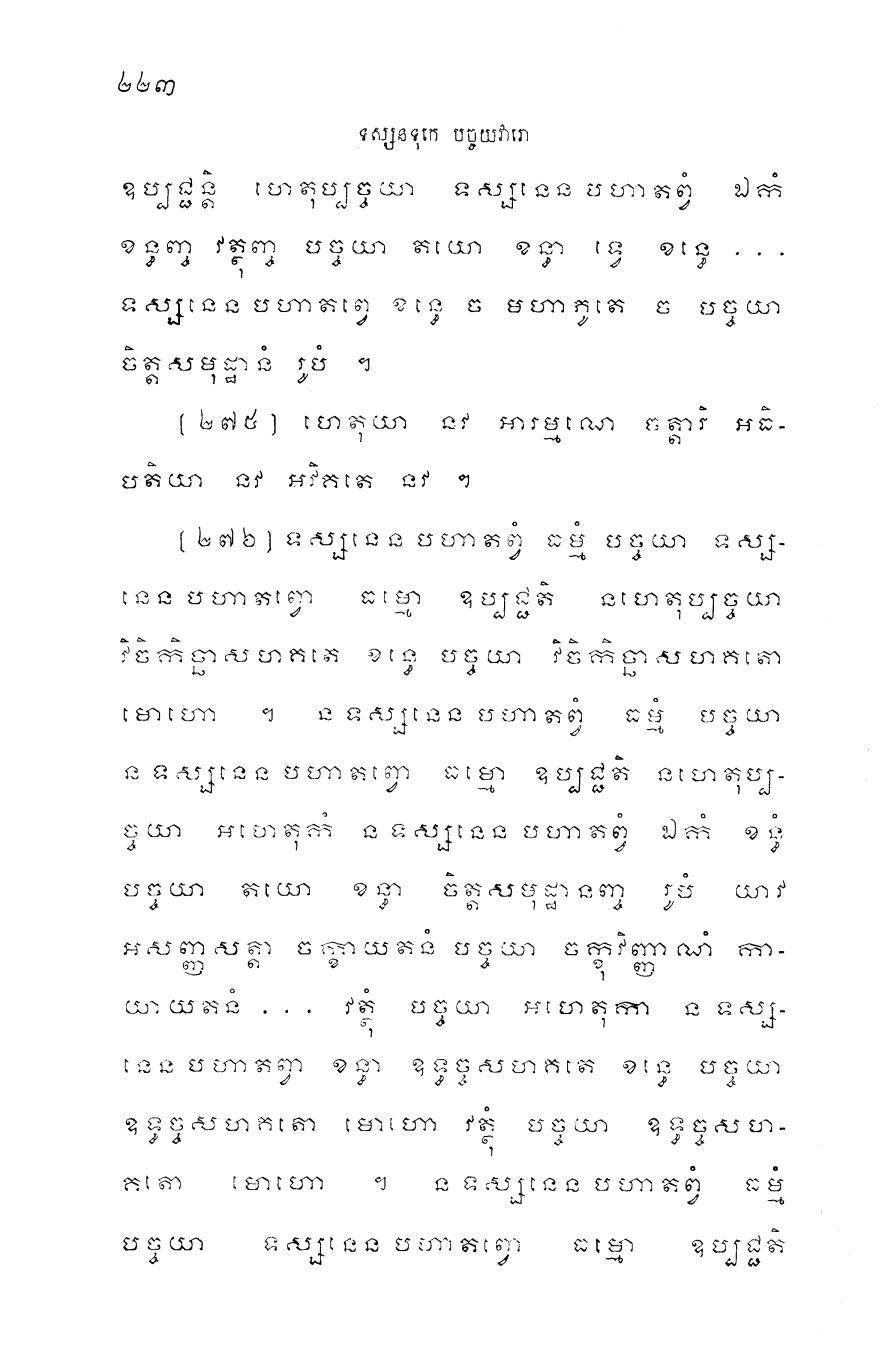 ២២៣
ទស្សនទុកេ បច្ចយវារោ
ឧប្បជ្ជន្តិ ហេតុប្បច្ចយា ទស្សនេន បហាតព្វំ ឯកំ
ខន្ធញ្ច វត្ថុញ្ច បច្ចយា តយោ ខន្ធា ទ្វេ ខន្ធេ . . .
ទស្សនេន បហាតព្វេ ខន្ធេ ច មហាភូតេ ច បច្ចយា
ចិត្តសមុដ្ឋានំ រូបំ ។
[ ២៧៥ ] ហេតុយា នវ អារម្មណេ ចត្តារិ អធិ-
បតិយា នវ អវិគតេ នវ ។
[ ២៧៦ ] ទស្សនេន បហាតព្វំ ធម្មំ បច្ចយា ទស្ស-
នេន បហាតព្វោ ធម្មោ ឧប្បជ្ជតិ នហេតុប្បច្ចយា
វិចិកិច្ឆាសហគតេ ខន្ធេ បច្ចយា វិចិកិច្ឆាសហគតោ
មោហោ ។ ន ទស្សនេន បហាតព្វំ ធម្មំ បច្ចយា
ន ទស្សនេន បហាតព្វោ ធម្មោ ឧប្បជ្ជតិ នហេតុប្ប-
ច្ចយា អហេតុកំ ន ទស្សនេន បហាតព្វំ ឯកំ ខន្ធំ
បច្ចយា តយោ ខន្ធា ចិត្តសមុដ្ឋានញ្ច រូបំ យាវ
អសញ្ញសត្តា ចក្ខាយតនំ បច្ចយា ចក្ខុវិញ្ញាណំ កា-
យាយតនំ . . . វត្ថុំ បច្ចយា អហេតុកា ន ទស្ស-
នេន បហាតព្វា ខន្ធា ឧទ្ធច្ចសហគតេ ខន្ធេ បច្ចយា
ឧទ្ធច្ចសហគតោ មោហោ វត្ថុំ បច្ចយា ឧទ្ធច្ចសហ-
គតោ មោហោ ។ ន ទស្សនេន បហាតព្វំ ធម្មំ
បច្ចយា ទស្សនេន បហាតព្វោ ធម្មោ ឧប្បជ្ជតិ